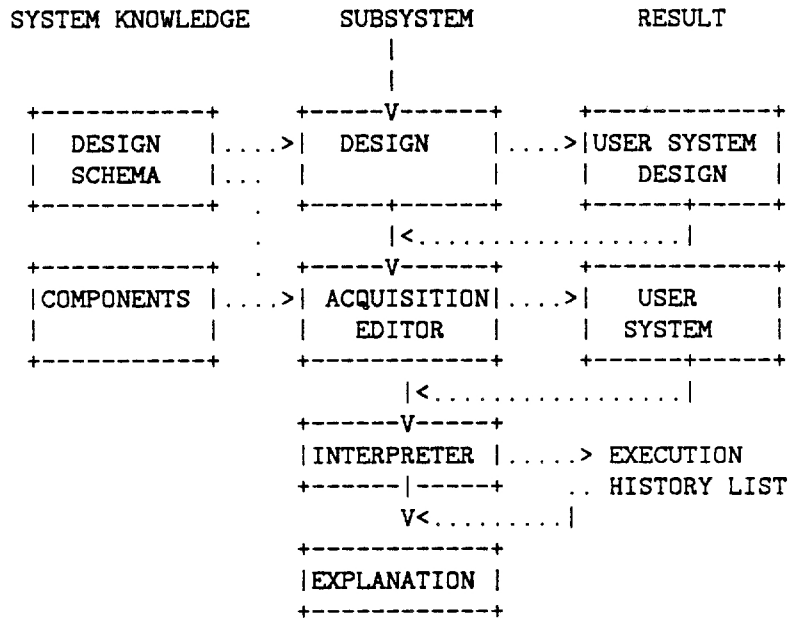 SYSTEM KNOWLEDGE SUBSYSTEM RESULT
DESIGN DESIGN USER SYSTEM
SCHEMA DESIGN
COMPONENTS ACQUISITION USER
EDITOR SYSTEM
INTERPRETER EXECUTION
HISTORY LIST
EXPLANATION